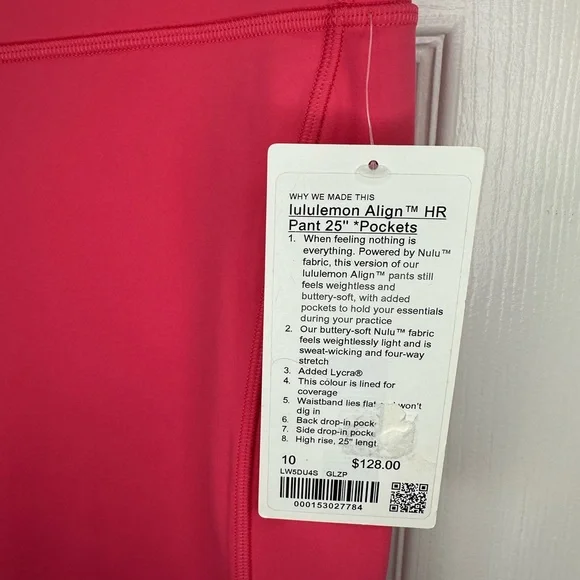 WHY WE MADE THIS
lululemon Align™ HR
Pant 25" *Pockets
1. When feeling nothing is
everything. Powered by Nulu™
fabric, this version of our
lululemon Align™ pants still
feels weightless and
buttery-soft, with added
pockets to hold your essentials
during your practice
2. Our buttery-soft Nulu™ fabric
feels weightlessly light and is
sweat-wicking and four-way
stretch
3. Added Lycra®
4. This colour is lined for
coverage
5. Waistband lies flat and won't
dig in
6. Back drop-in
7. Side drop-in
8. High rise, 25"
10 $128.00
LW5DU4S GLZP
000153027784